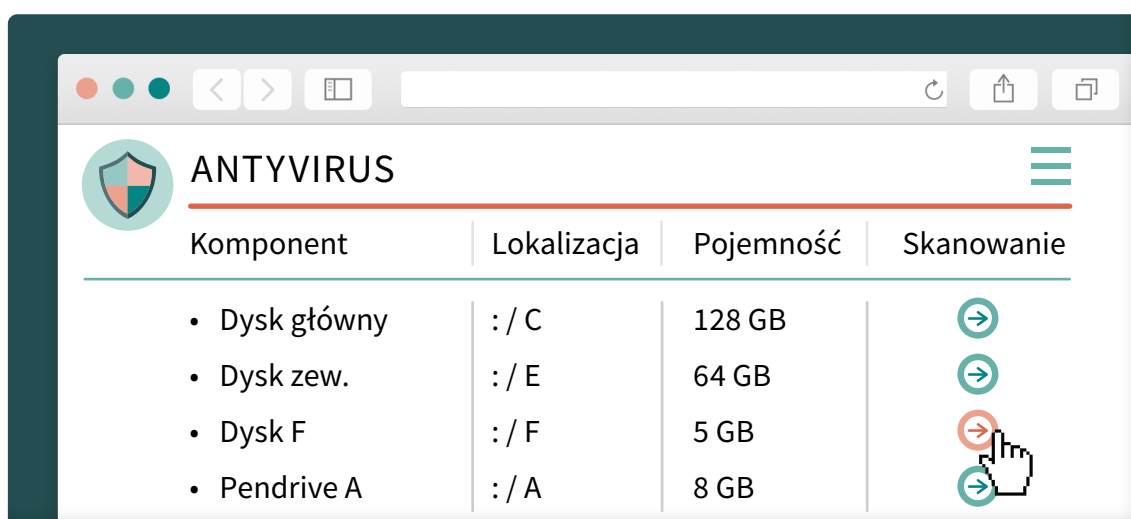 ANTYVIRUS
Komponent Lokalizacja Pojemność Skanowanie
• Dysk główny : / C 128 GB
• Dysk zew. : / E 64 GB
• Dysk F : / F 5 GB
• Pendrive A : / A 8 GB